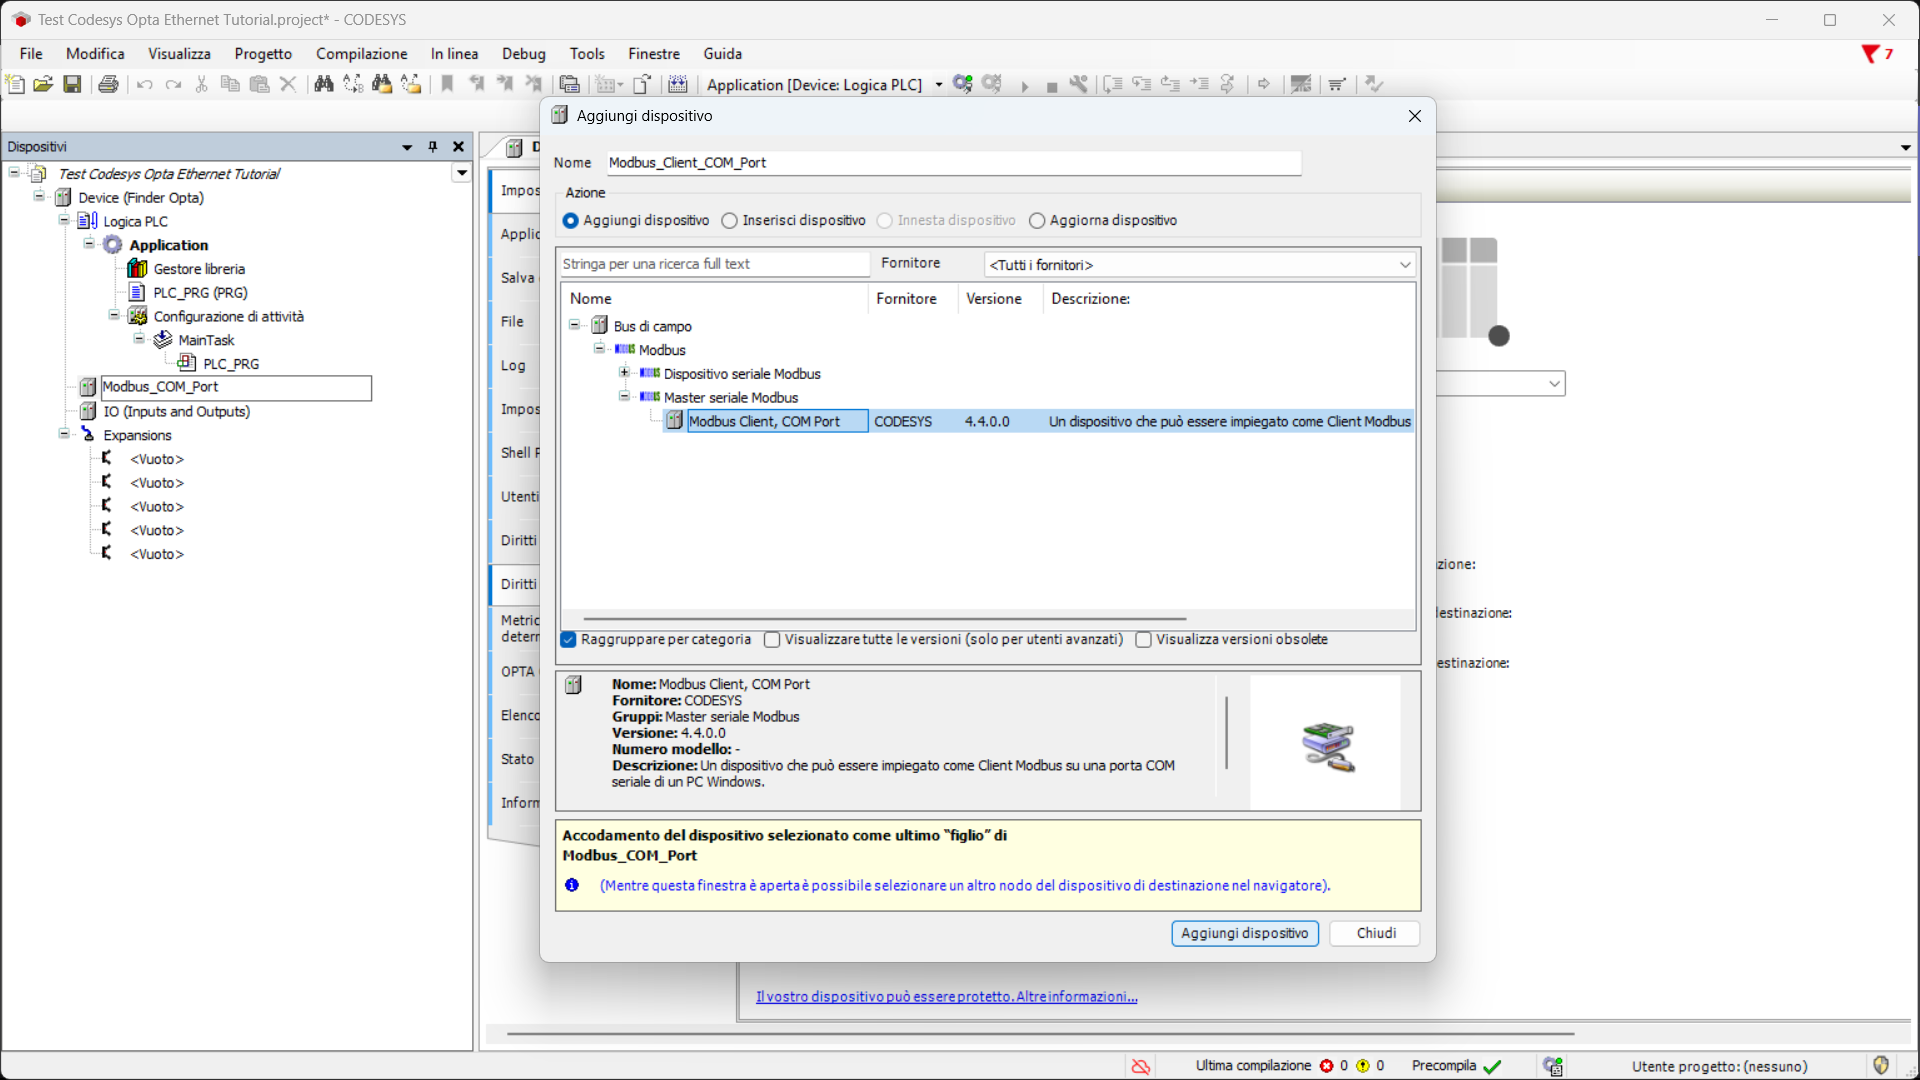 Test Codesys Opta Ethernet Tutorial.project* - CODESYS
File Modifica Visualizza Progetto Compilazione In linea Debug Tools Finestre Guida
7
Application [Device: Logica PLC]
Dispositivi
Test Codesys Opta Ethernet Tutorial
Device (Finder Opta)
Logica PLC
Application
Gestore libreria
PLC_PRG (PRG)
Configurazione di attività
MainTask
PLC_PRG
Modbus_COM_Port
IO (Inputs and Outputs)
Expansions
<Vuoto>
<Vuoto>
<Vuoto>
<Vuoto>
<Vuoto>
D
Impos
Applic
Salva
File
Log
Impos
Shell P
Utenti
Diritti
Diritti
Metric
determ
OPTA
Elenco
Stato
Inform
Aggiungi dispositivo
Nome Modbus_Client_COM_Port
Azione
Aggiungi dispositivo Inserisci dispositivo Innesta dispositivo Aggiorna dispositivo
Stringa per una ricerca full text Fornitore <Tutti i fornitori>
Nome Fornitore Versione Descrizione:
Bus di campo
Modbus
Dispositivo seriale Modbus
Master seriale Modbus
Modbus Client, COM Port CODESYS 4.4.0.0 Un dispositivo che può essere impiegato come Client Modbus
Raggruppare per categoria Visualizzare tutte le versioni (solo per utenti avanzati) Visualizza versioni obsolete
Nome: Modbus Client, COM Port
Fornitore: CODESYS
Gruppi: Master seriale Modbus
Versione: 4.4.0.0
Numero modello: -
Descrizione: Un dispositivo che può essere impiegato come Client Modbus su una porta COM
seriale di un PC Windows.
Accodamento del dispositivo selezionato come ultimo "figlio" di
Modbus_COM_Port
(Mentre questa finestra è aperta è possibile selezionare un altro nodo del dispositivo di destinazione nel navigatore).
Aggiungi dispositivo Chiudi
zione:
destinazione:
estinazione:
Il vostro dispositivo può essere protetto. Altre informazioni...
Ultima compilazione 0 0 Precompila Utente progetto: (nessuno)